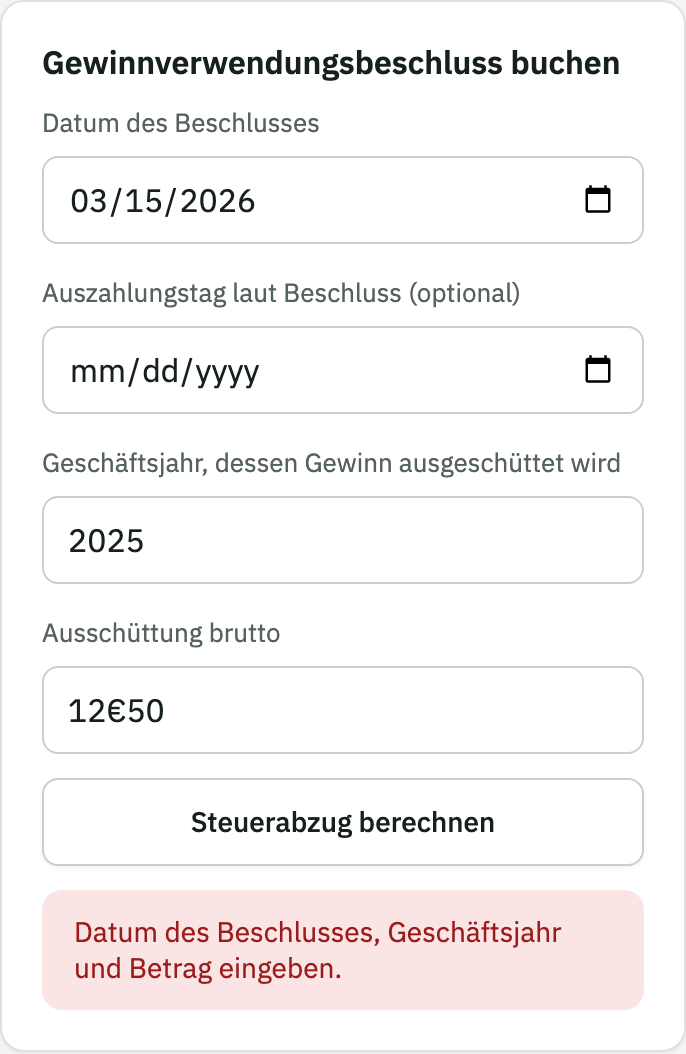 Gewinnverwendungsbeschluss buchen
Datum des Beschlusses
03/15/2026
Auszahlungstag laut Beschluss (optional)
mm/dd/yyyy
Geschäftsjahr, dessen Gewinn ausgeschüttet wird
2025
Ausschüttung brutto
12€50
Steuerabzug berechnen
Datum des Beschlusses, Geschäftsjahr
und Betrag eingeben.